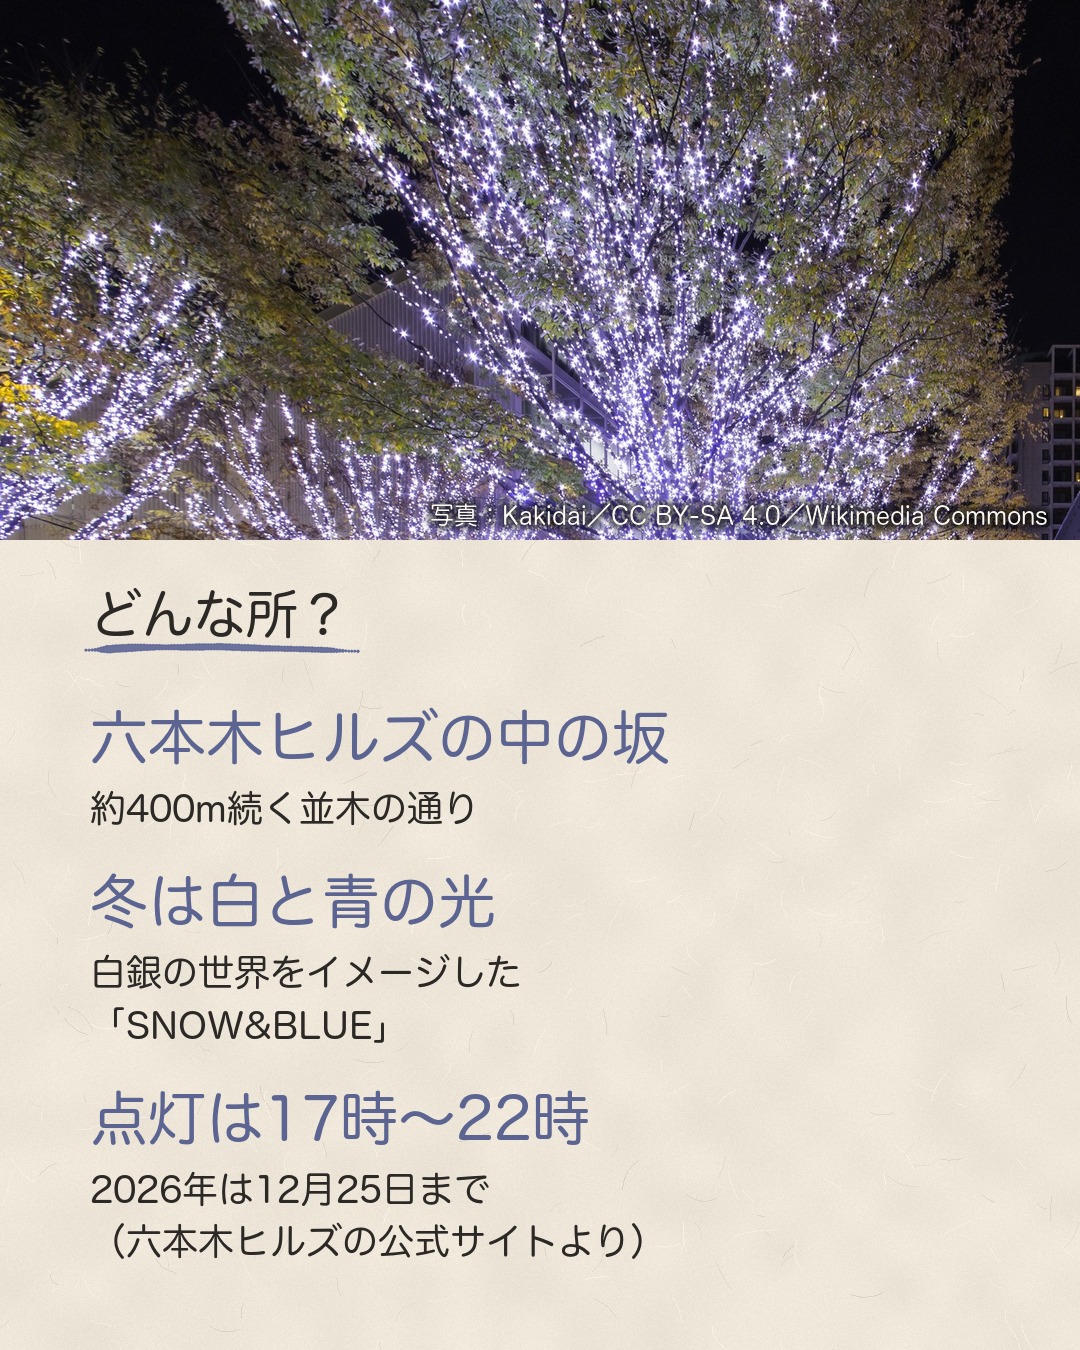 写真：Kakidai／CC BY-SA 4.0／Wikimedia Commons
どんな所？
六本木ヒルズの中の坂
約400m続く並木の通り
冬は白と青の光
白銀の世界をイメージした
「SNOW&BLUE」
点灯は17時〜22時
2026年は12月25日まで
（六本木ヒルズの公式サイトより）